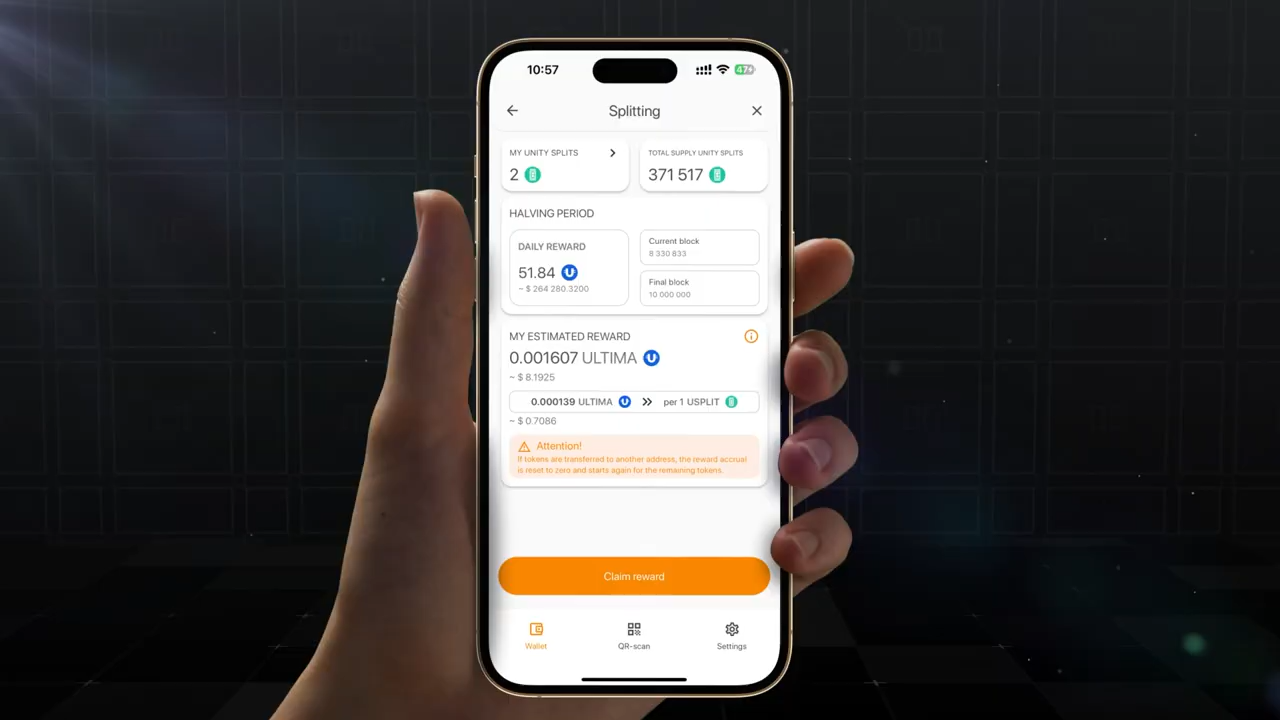 10:57
47
Splitting
MY UNITY SPLITS
2
TOTAL SUPPLY UNITY SPLITS
371 517
HALVING PERIOD
DAILY REWARD
51.84
~ $ 264 280.3200
Current block
8 330 833
Final block
10 000 000
MY ESTIMATED REWARD
0.001607 ULTIMA
~ $ 8.1925
0.000139 ULTIMA
per 1 USPLIT
~ $ 0.7086
Attention!
If tokens are transferred to another address, the reward accrual
is reset to zero and starts again for the remaining tokens.
Claim reward
Wallet
QR-scan
Settings